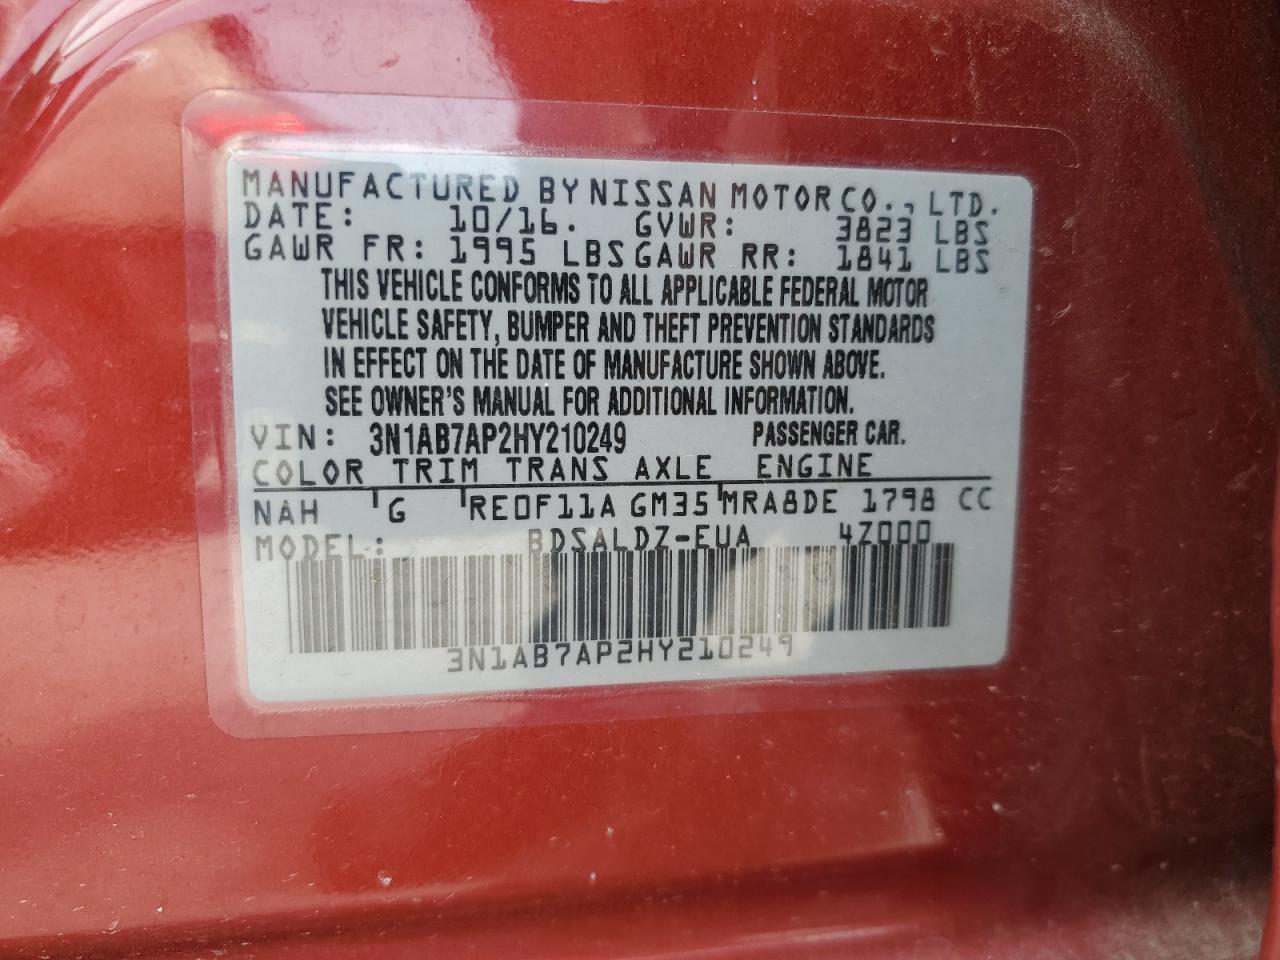 MANUFACTURED BY NISSAN MOTOR CO., LTD.
DATE: 10/16. GVWR: 3823 LBS
GAWR FR: 1995 LBS GAWR RR: 1841 LBS
THIS VEHICLE CONFORMS TO ALL APPLICABLE FEDERAL MOTOR
VEHICLE SAFETY, BUMPER AND THEFT PREVENTION STANDARDS
IN EFFECT ON THE DATE OF MANUFACTURE SHOWN ABOVE.
SEE OWNER'S MANUAL FOR ADDITIONAL INFORMATION.
VIN: 3N1AB7AP2HY210249 PASSENGER CAR.
COLOR TRIM TRANS AXLE ENGINE
NAH G RE0F11A GM35 MRA8DE 1798 CC
MODEL: BDSALDZ-EUA 4Z000
3N1AB7AP2HY210249